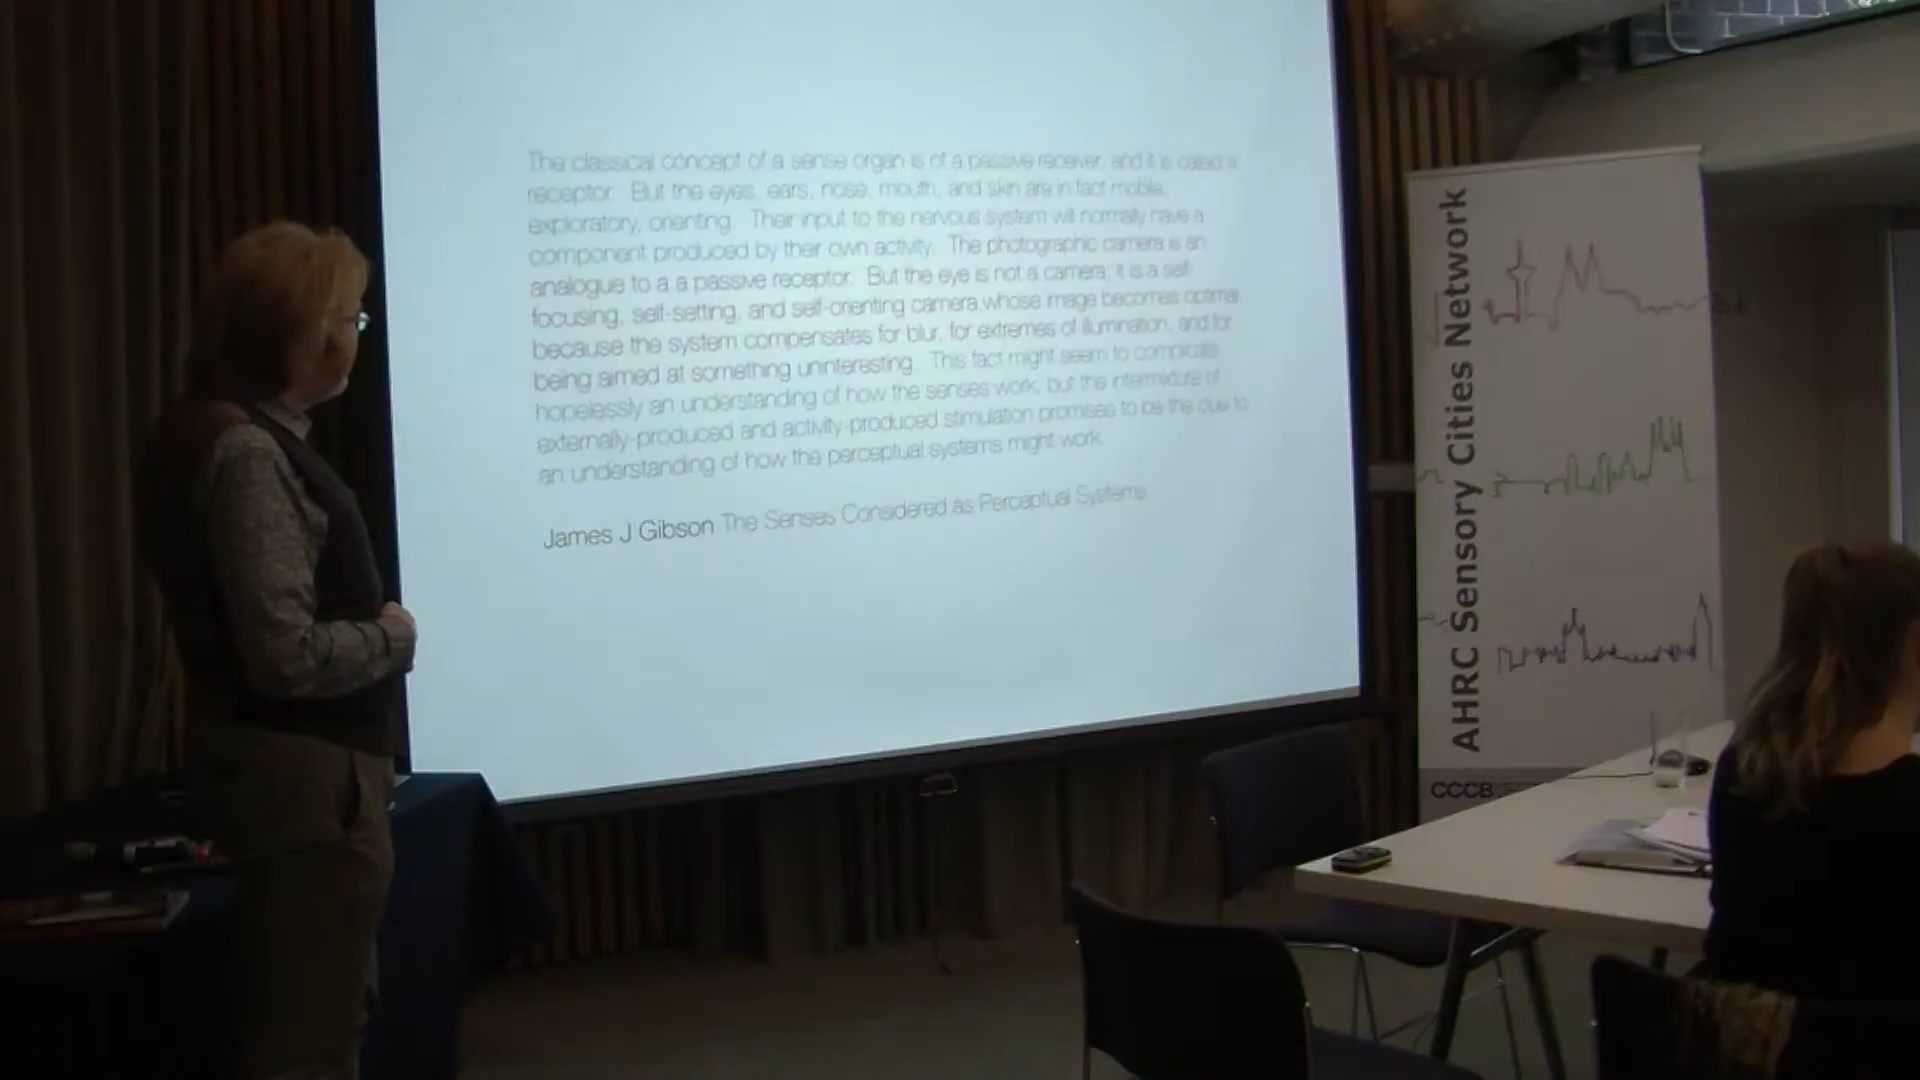 The classical concept of a sense organ is of a passive receiver, and it is called a
receptor. But the eyes, ears, nose, mouth, and skin are in fact mobile,
exploratory, orienting. Their input to the nervous system will normally have a
component produced by their own activity. The photographic camera is an
analogue to a a passive receptor. But the eye is not a camera; it is a self-
focusing, self-setting, and self-orienting camera whose image becomes optimal
because the system compensates for blur, for extremes of illumination, and for
being aimed at something uninteresting. This fact might seem to complicate
hopelessly an understanding of how the senses work, but the intermixture of
externally-produced and activity-produced stimulation promises to be the clue to
an understanding of how the perceptual systems might work.
James J Gibson The Senses Considered as Perceptual Systems
AHRC Sensory Cities Network
CCCB